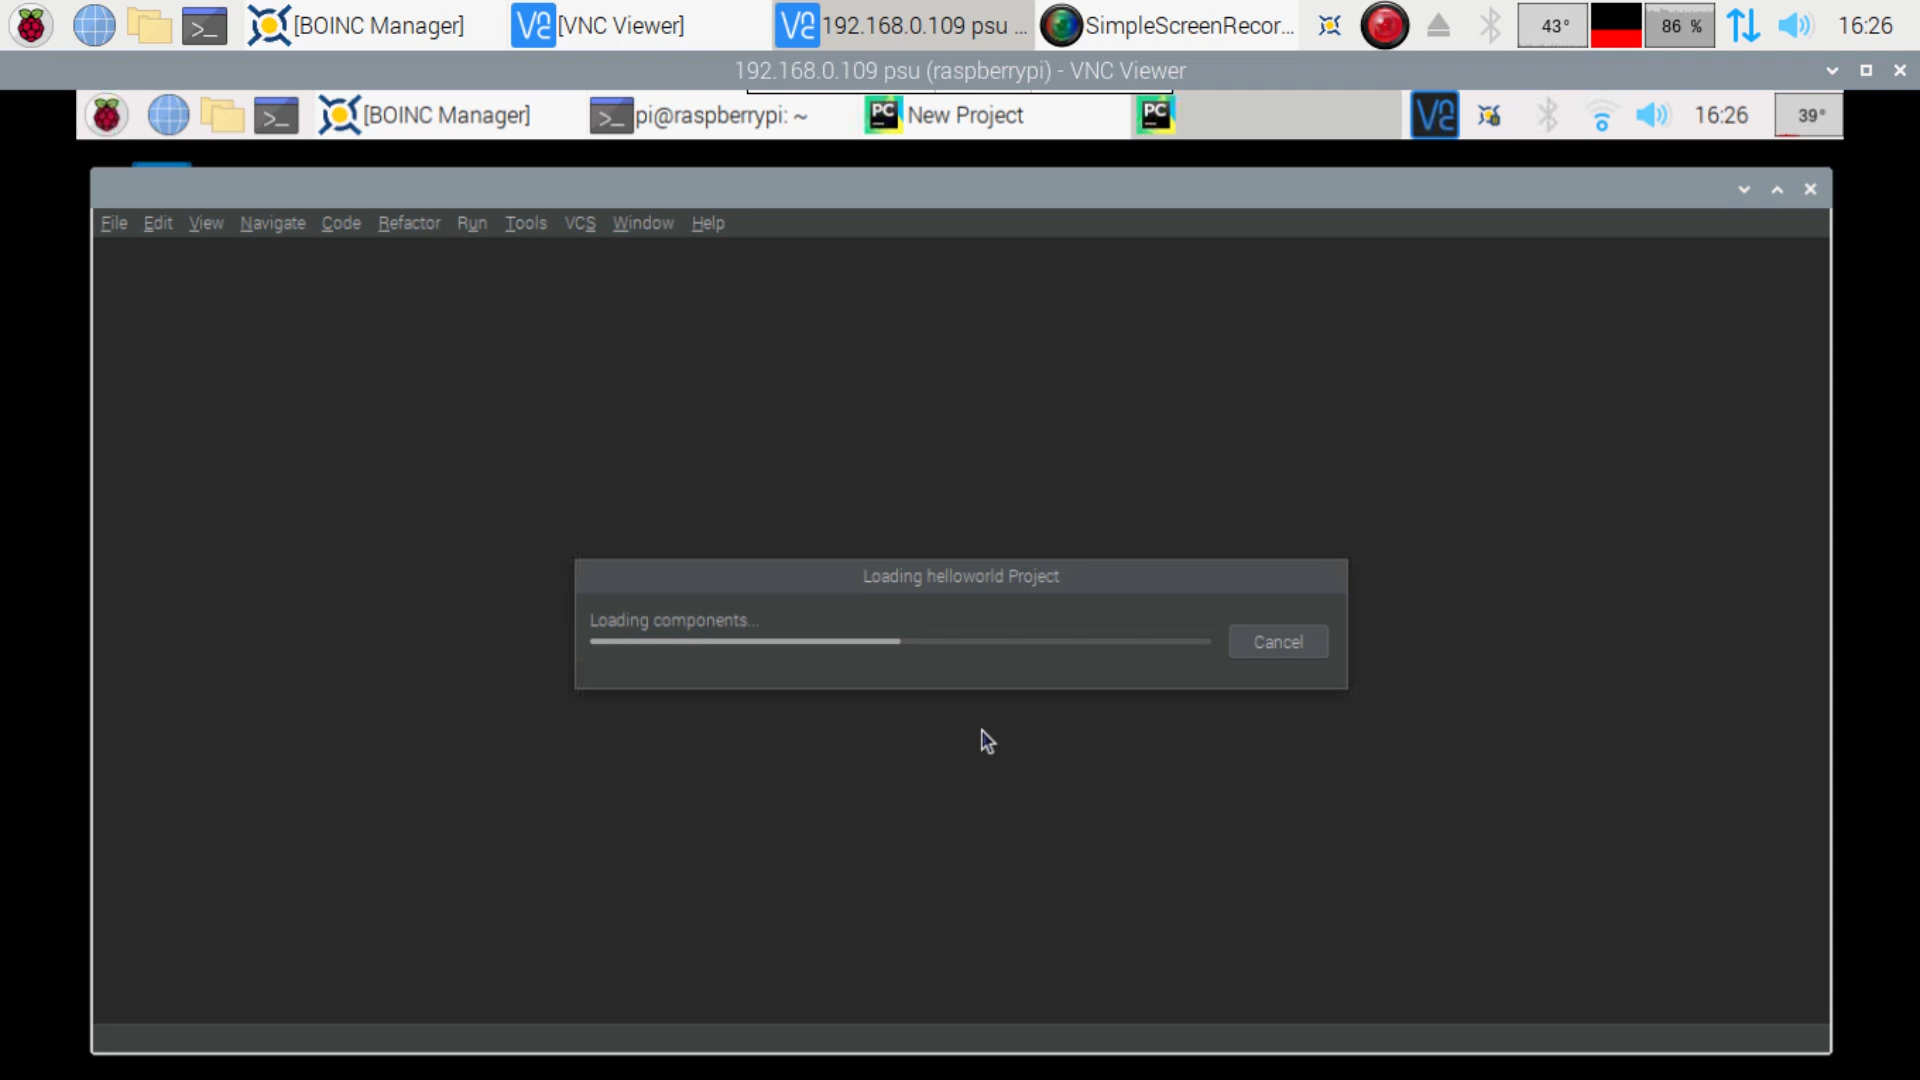 [BOINC Manager] [VNC Viewer] 192.168.0.109 psu ... SimpleScreenRecor... 43° 86 % 16:26
192.168.0.109 psu (raspberrypi) - VNC Viewer
[BOINC Manager] pi@raspberrypi: ~ PC New Project PC 16:26 39°
File Edit View Navigate Code Refactor Run Tools VCS Window Help
Loading helloworld Project
Loading components...
Cancel